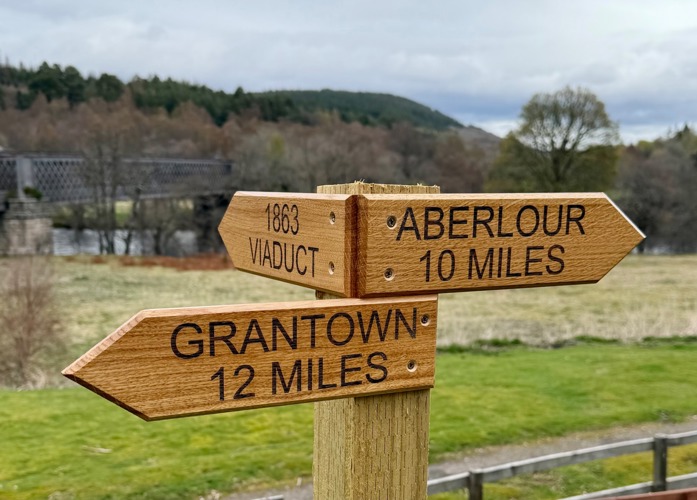 1863
VIADUCT
ABERLOUR
10 MILES
GRANTOWN
12 MILES